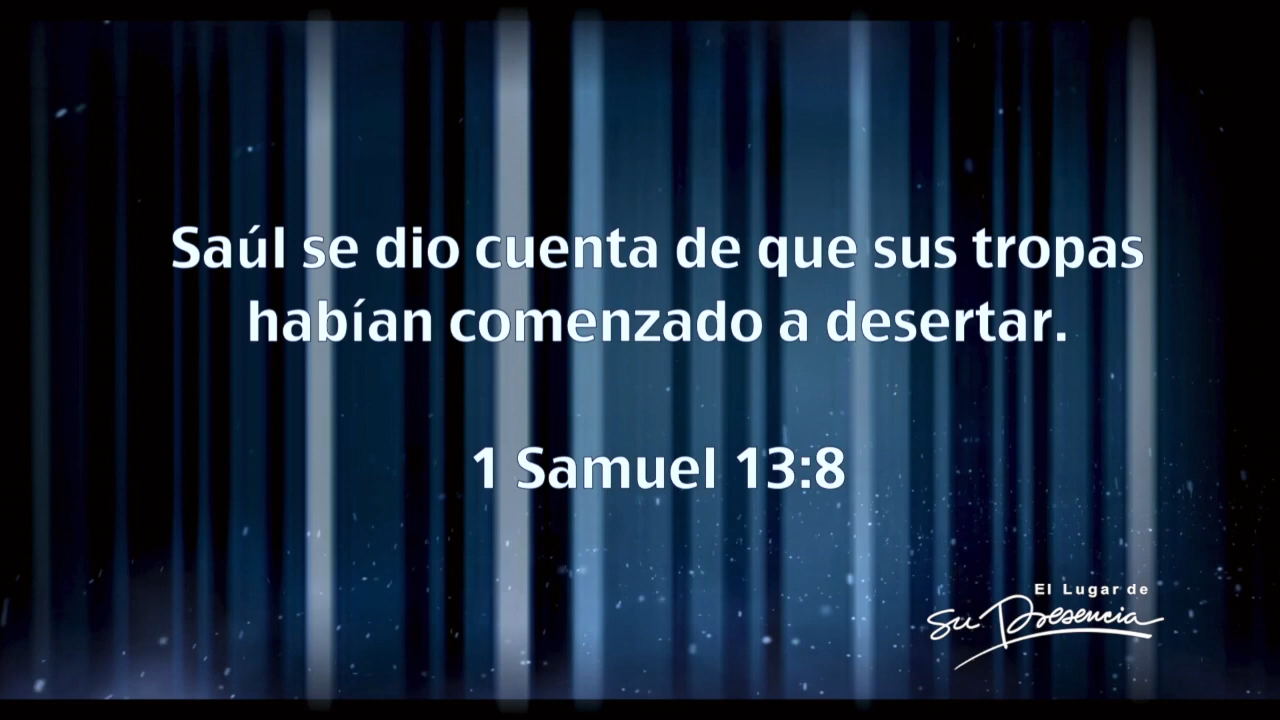 Saúl se dio cuenta de que sus tropas
habían comenzado a desertar.
1 Samuel 13:8
El Lugar de
su Presencia